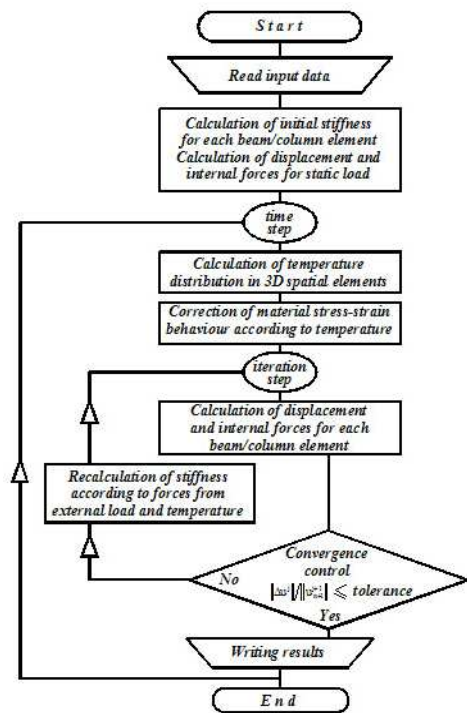 Start
Read input data
Calculation of initial stiffness
for each beam/column element
Calculation of displacement and
internal forces for static load
time
step
Calculation of temperature
distribution in 3D spatial elements
Correction of material stress-strain
behaviour according to temperature
iteration
step
Calculation of displacement
and internal forces for each
beam/column element
Recalculation of stiffness
according to forces from
external load and temperature
Convergence
No control
≤ tolerance
Yes
Writing results
End